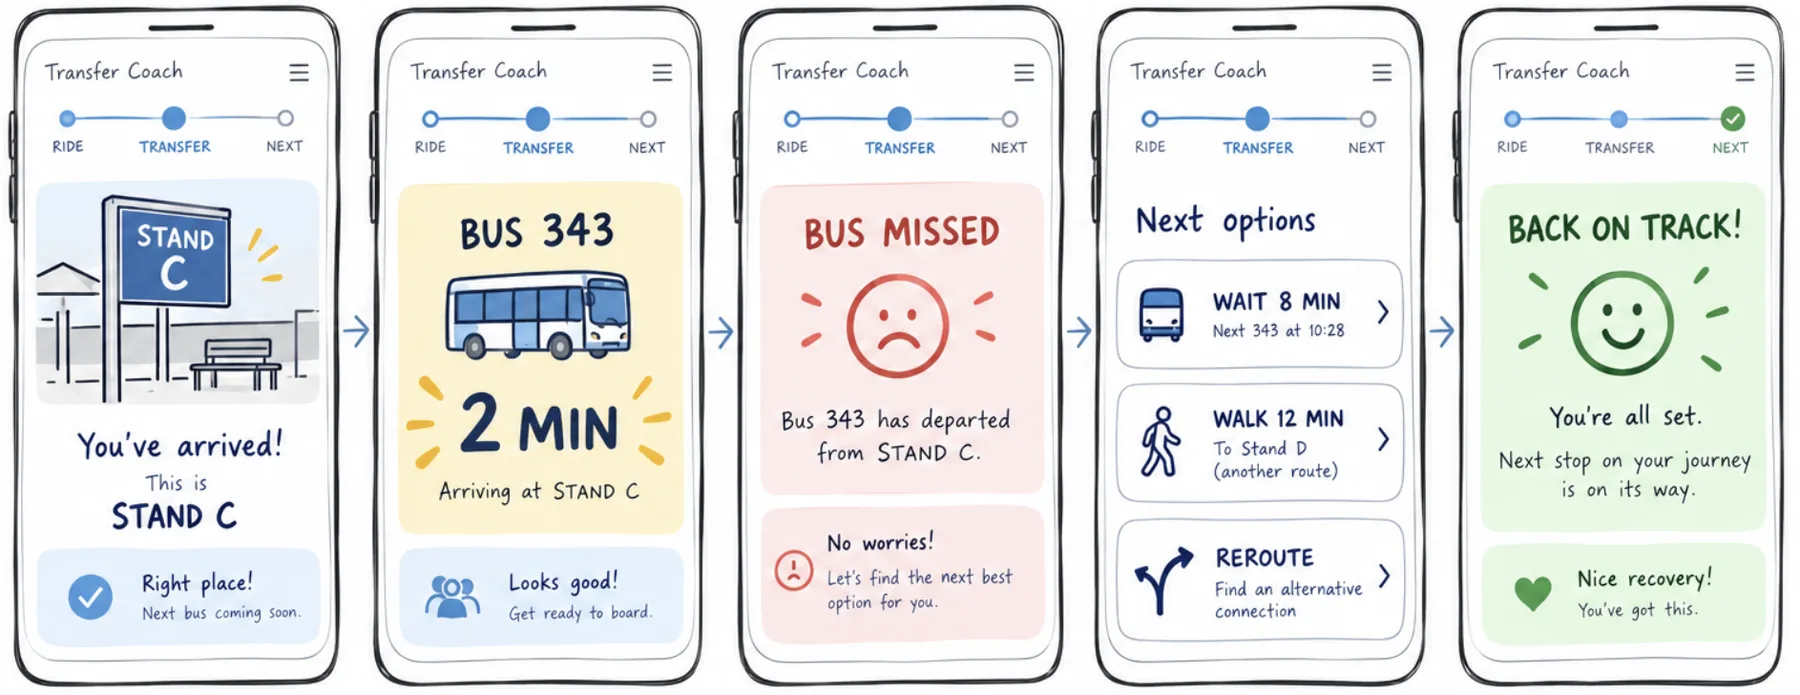 Transfer Coach
RIDE
TRANSFER
NEXT
STAND
C
You've arrived!
This is
STAND C
Right place!
Next bus coming soon.
Transfer Coach
RIDE
TRANSFER
NEXT
BUS 343
2 MIN
Arriving at STAND C
Looks good!
Get ready to board.
Transfer Coach
RIDE
TRANSFER
NEXT
BUS MISSED
Bus 343 has departed
from STAND C.
No worries!
Let's find the next best
option for you.
Transfer Coach
RIDE
TRANSFER
NEXT
Next options
WAIT 8 MIN
Next 343 at 10:28
WALK 12 MIN
To Stand D
(another route)
REROUTE
Find an alternative
connection
Transfer Coach
RIDE
TRANSFER
NEXT
BACK ON TRACK!
You're all set.
Next stop on your journey
is on its way.
Nice recovery!
You've got this.